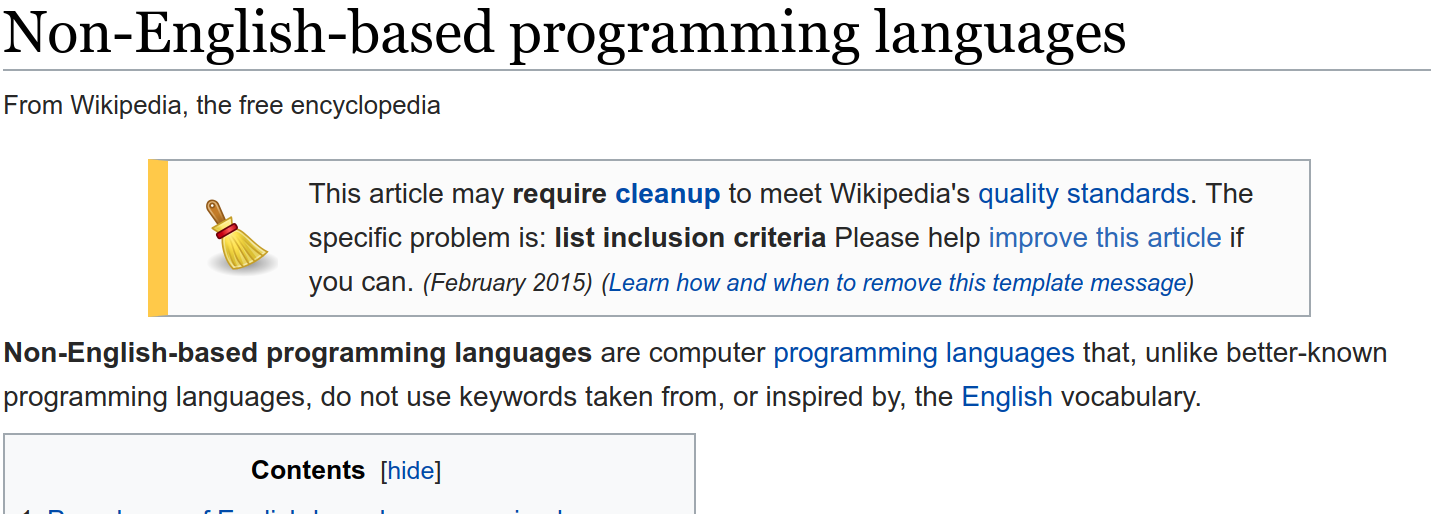 Non-English-based programming languages
From Wikipedia, the free encyclopedia
This article may require cleanup to meet Wikipedia's quality standards. The
specific problem is: list inclusion criteria Please help improve this article if
you can. (February 2015) (Learn how and when to remove this template message)
Non-English-based programming languages are computer programming languages that, unlike better-known
programming languages, do not use keywords taken from, or inspired by, the English vocabulary.
Contents [hide]